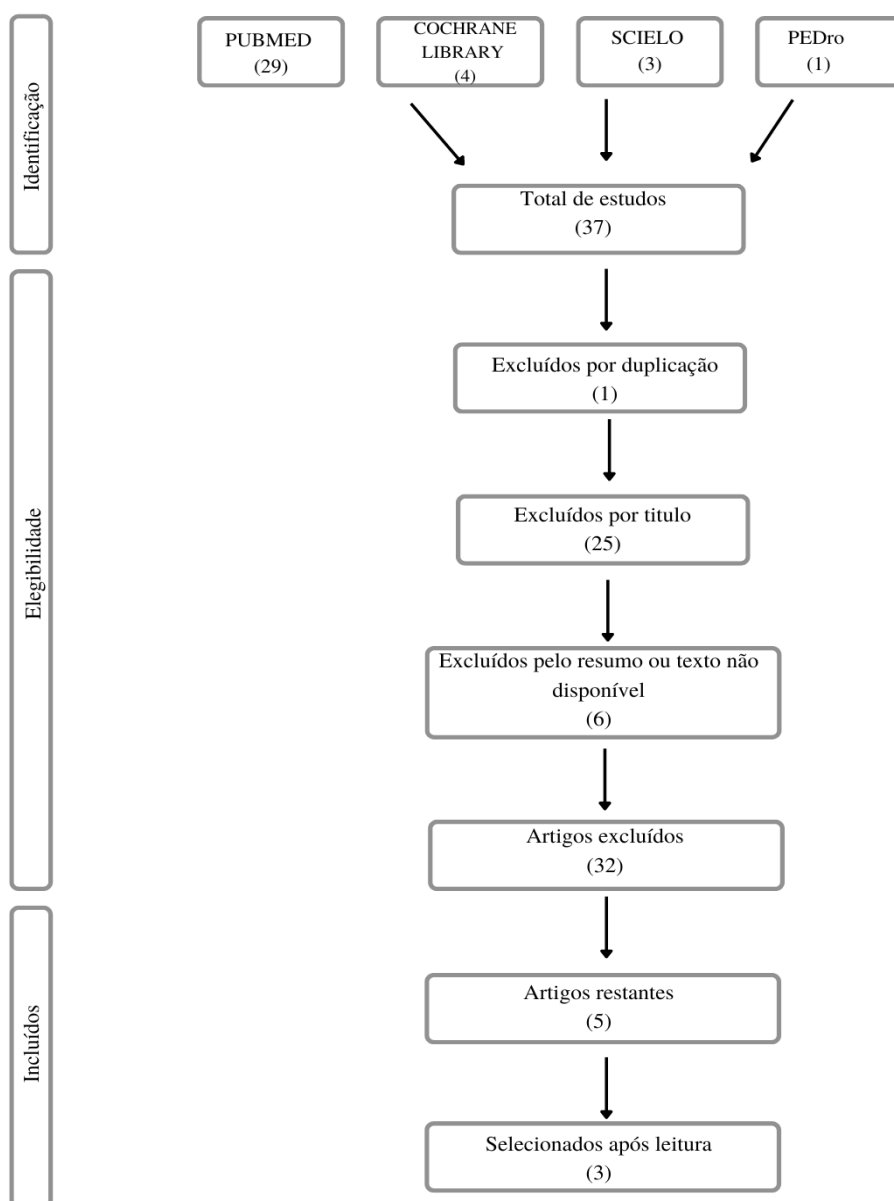 Identificação
PUBMED
(29)
COCHRANE
LIBRARY
(4)
SCIELO
(3)
PEDro
(1)
Total de estudos
(37)
Elegibilidade
Excluídos por duplicação
(1)
Excluídos por titulo
(25)
Excluídos pelo resumo ou texto não
disponível
(6)
Artigos excluídos
(32)
Incluídos
Artigos restantes
(5)
Selecionados após leitura
(3)